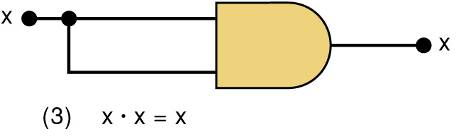 x
x
(3) x · x = x